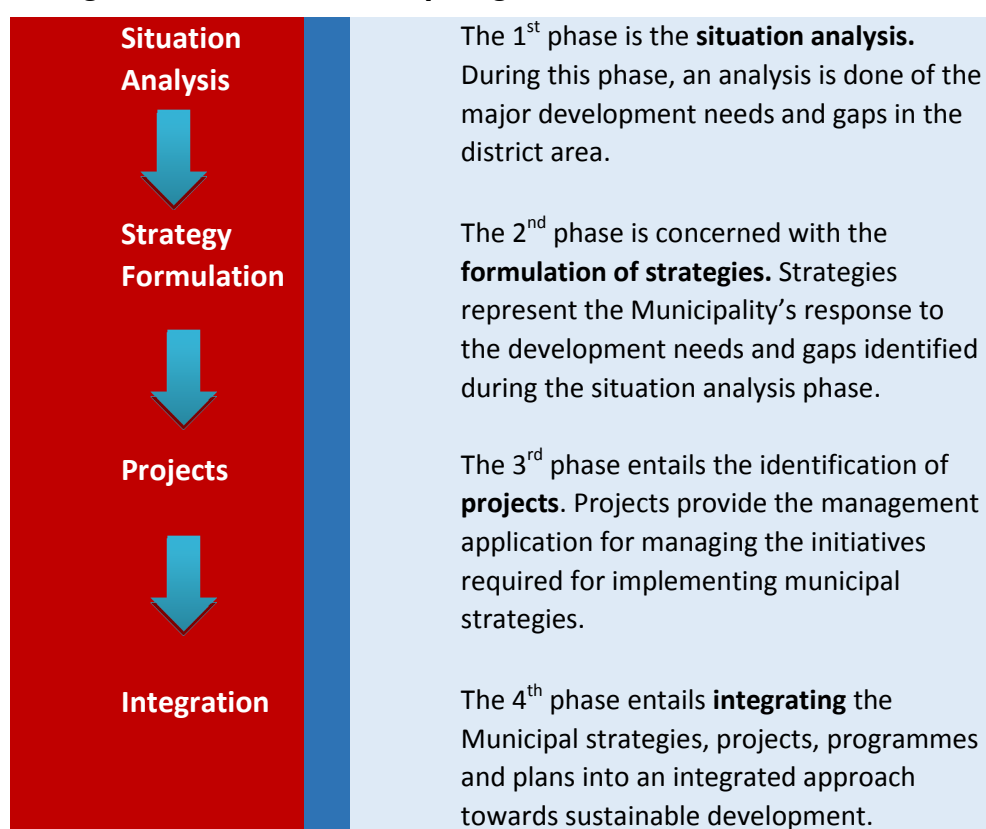 Situation
Analysis
The 1st phase is the situation analysis.
During this phase, an analysis is done of the
major development needs and gaps in the
district area.
Strategy
Formulation
The 2nd phase is concerned with the
formulation of strategies. Strategies
represent the Municipality’s response to
the development needs and gaps identified
during the situation analysis phase.
Projects
The 3rd phase entails the identification of
projects. Projects provide the management
application for managing the initiatives
required for implementing municipal
strategies.
Integration
The 4th phase entails integrating the
Municipal strategies, projects, programmes
and plans into an integrated approach
towards sustainable development.